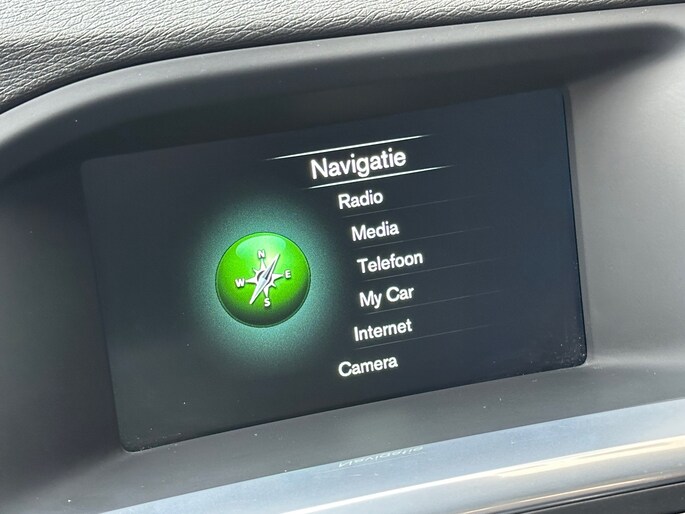 Navigatie
Radio
Media
Telefoon
My Car
Internet
Camera
N
W E
S